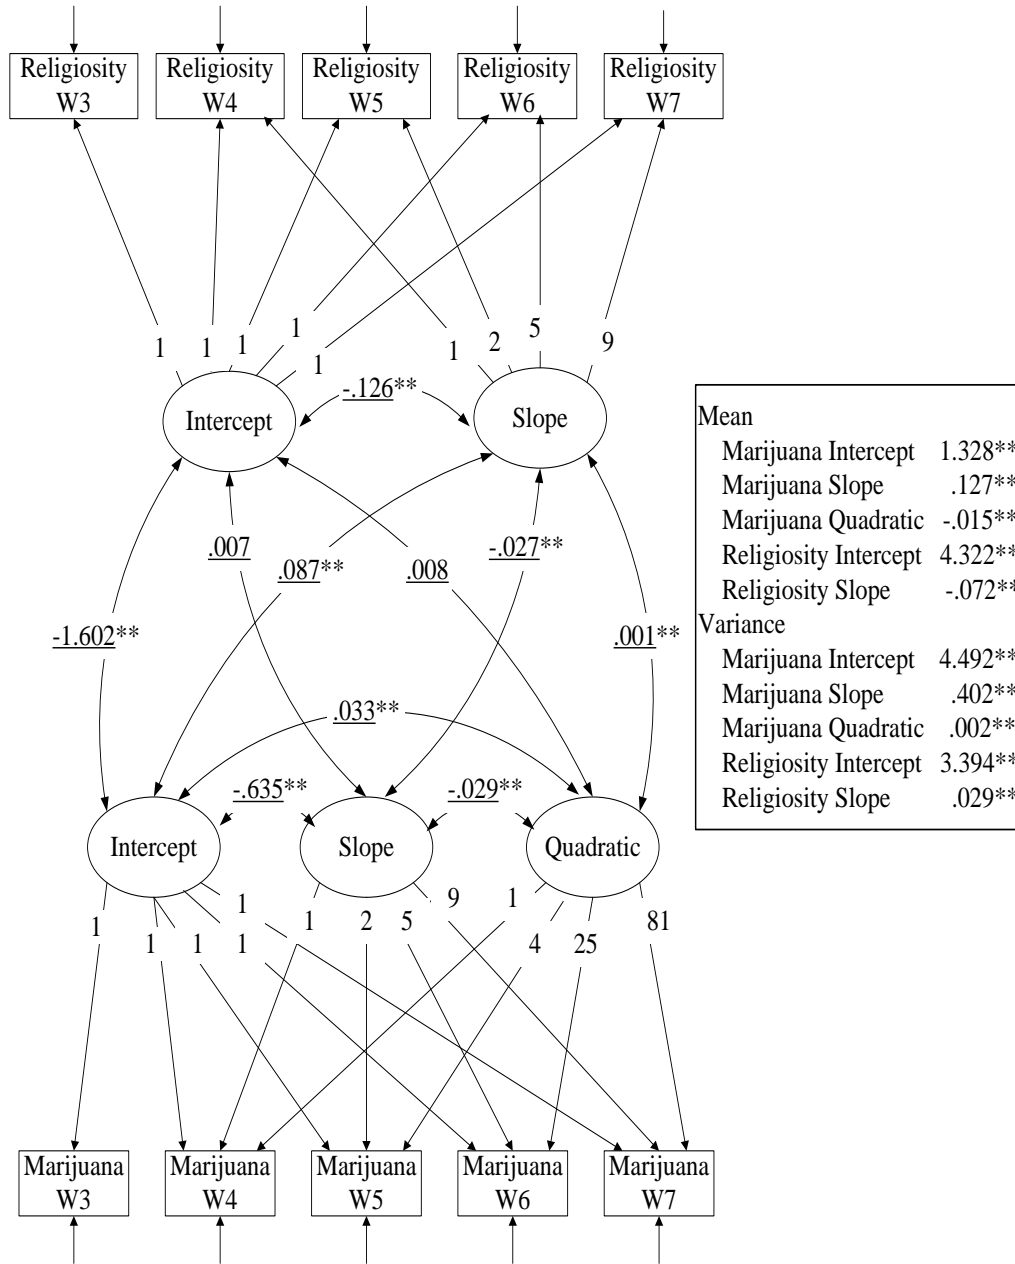 Religiosity W3
Religiosity W4
Religiosity W5
Religiosity W6
Religiosity W7
1 1 1 1 1 1 2 5 9
Intercept
-.126**
Slope
.007
.087**
.008
-.027**
-1.602**
.001**
.033**
-.635**
-.029**
Intercept
Slope
Quadratic
1 1 1 1 1 1 2 5 9 1 4 25 81
Marijuana W3
Marijuana W4
Marijuana W5
Marijuana W6
Marijuana W7
Mean
Marijuana Intercept 1.328**
Marijuana Slope .127**
Marijuana Quadratic -.015**
Religiosity Intercept 4.322**
Religiosity Slope -.072**
Variance
Marijuana Intercept 4.492**
Marijuana Slope .402**
Marijuana Quadratic .002**
Religiosity Intercept 3.394**
Religiosity Slope .029**